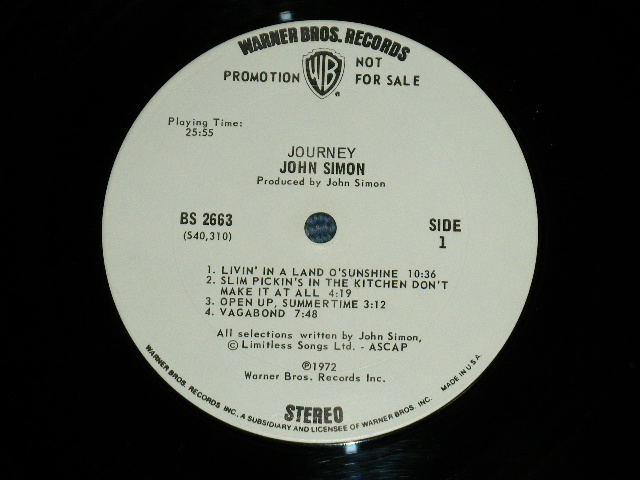 WARNER BROS. RECORDS
PROMOTION
WB
®
NOT
FOR SALE
Playing Time:
25:55
JOURNEY
JOHN SIMON
Produced by John Simon
BS 2663
(S40,310)
SIDE
1
1. LIVIN' IN A LAND O'SUNSHINE 10:36
2. SLIM PICKIN'S IN THE KITCHEN DON'T
MAKE IT AT ALL 4:19
3. OPEN UP, SUMMERTIME 3:12
4. VAGABOND 7:48
All selections written by John Simon,
© Limitless Songs Ltd. - ASCAP
℗1972
Warner Bros. Records Inc.
STEREO
WARNER BROS. RECORDS INC. A SUBSIDIARY AND LICENSEE OF WARNER BROS. INC. MADE IN U.S.A.